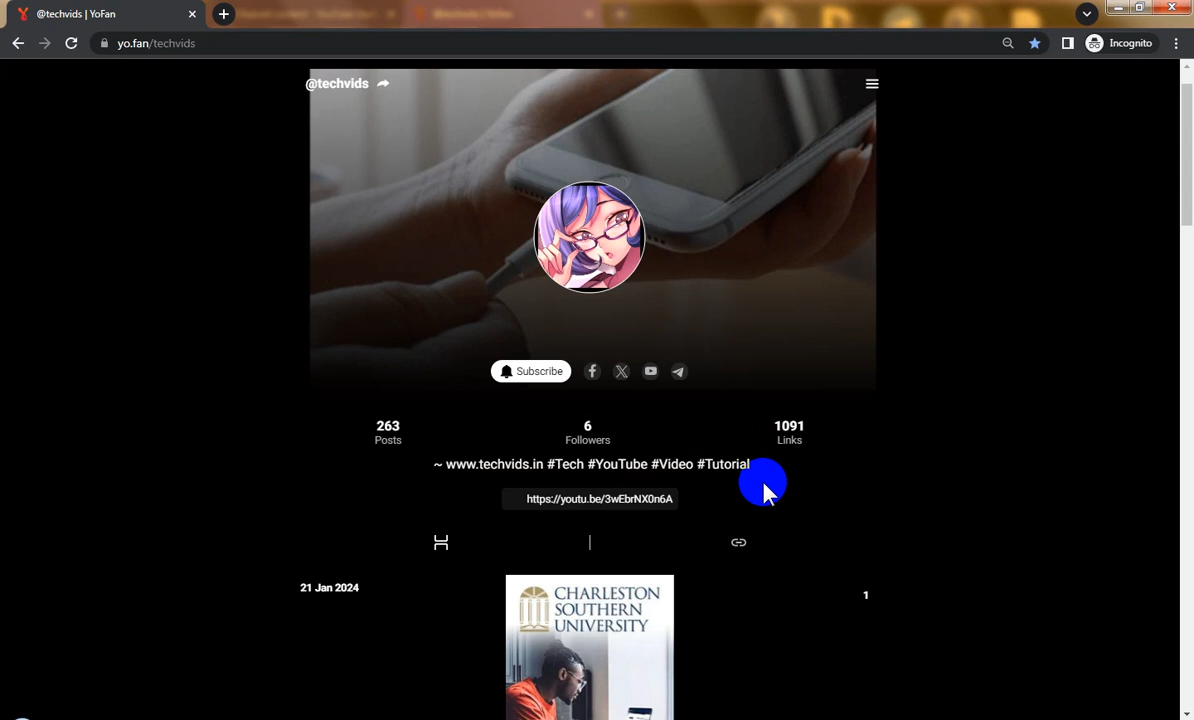 @techvids | YoFan
yo.fan/techvids
Incognito
@techvids
Subscribe
263
Posts
6
Followers
1091
Links
~ www.techvids.in #Tech #YouTube #Video #Tutorial
https://youtu.be/3wEbrNX0n6A
21 Jan 2024
1
CHARLESTON
SOUTHERN
UNIVERSITY